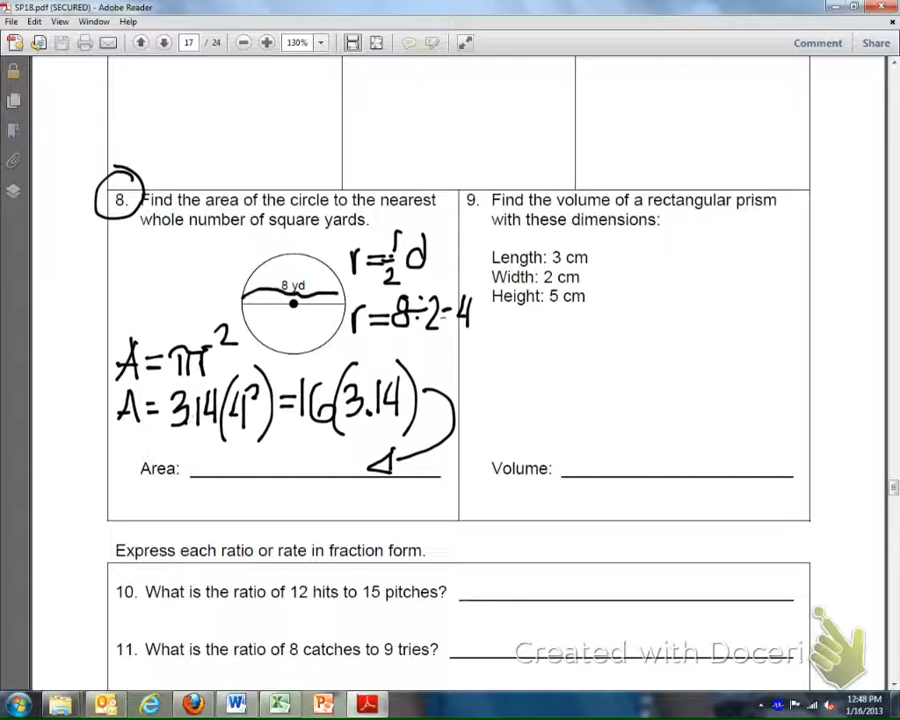 SP18.pdf (SECURED) - Adobe Reader
File Edit View Window Help
17 / 24 130% Comment Share
8. Find the area of the circle to the nearest
whole number of square yards.
8 yd
r=1/2 d
r=8÷2=4
A=πr²
A= 3.14(4²)=16(3.14)
Area:
9. Find the volume of a rectangular prism
with these dimensions:
Length: 3 cm
Width: 2 cm
Height: 5 cm
Volume:
Express each ratio or rate in fraction form.
10. What is the ratio of 12 hits to 15 pitches?
11. What is the ratio of 8 catches to 9 tries?
Created with Doceri
12:48 PM
1/16/2013